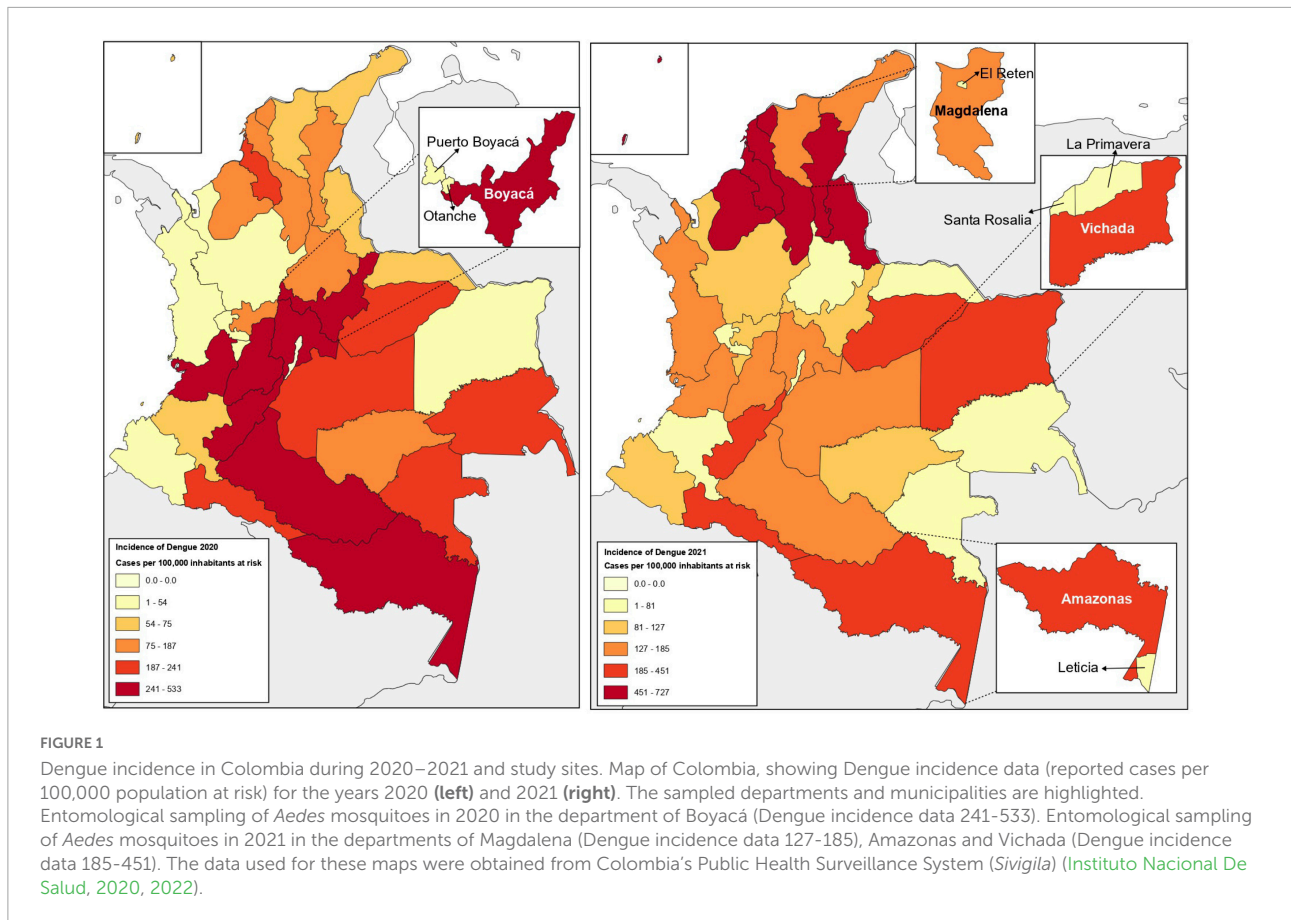 Puerto Boyacá
Boyacá
Otanche
Incidence of Dengue 2020
Cases per 100,000 inhabitants at risk
0.0 - 0.0
1 - 54
54 - 75
75 - 187
187 - 241
241 - 533
El Reten
Magdalena
La Primavera
Santa Rosalia
Vichada
Incidence of Dengue 2021
Cases per 100,000 inhabitants at risk
0.0 - 0.0
1 - 81
81 - 127
127 - 185
185 - 451
451 - 727
Amazonas
Leticia
FIGURE 1
Dengue incidence in Colombia during 2020–2021 and study sites. Map of Colombia, showing Dengue incidence data (reported cases per
100,000 population at risk) for the years 2020 (left) and 2021 (right). The sampled departments and municipalities are highlighted.
Entomological sampling of Aedes mosquitoes in 2020 in the department of Boyacá (Dengue incidence data 241-533). Entomological sampling
of Aedes mosquitoes in 2021 in the departments of Magdalena (Dengue incidence data 127-185), Amazonas and Vichada (Dengue incidence
data 185-451). The data used for these maps were obtained from Colombia's Public Health Surveillance System (Sivigila) (Instituto Nacional De
Salud, 2020, 2022).